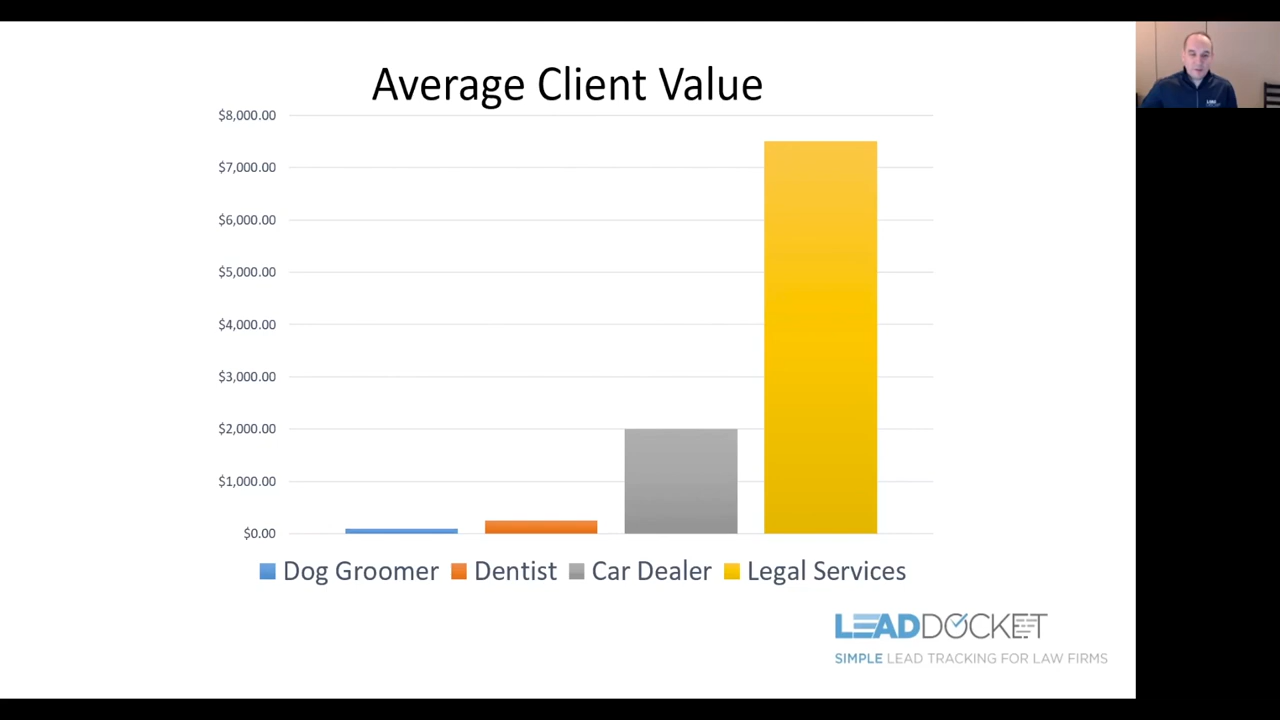 Average Client Value
$8,000.00
$7,000.00
$6,000.00
$5,000.00
$4,000.00
$3,000.00
$2,000.00
$1,000.00
$0.00
Dog Groomer Dentist Car Dealer Legal Services
LEADDOCKET
SIMPLE LEAD TRACKING FOR LAW FIRMS